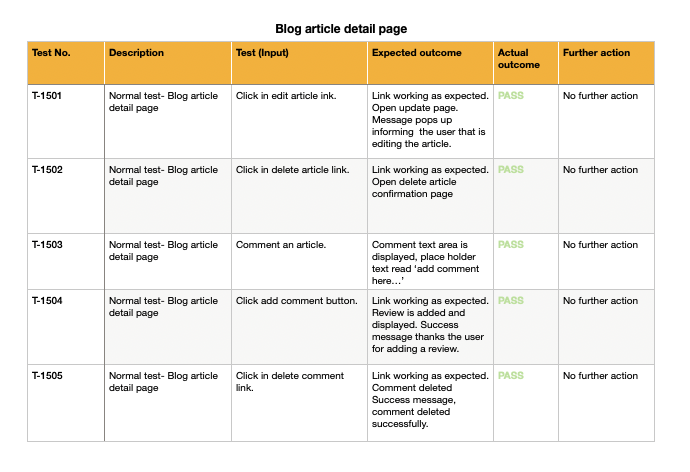 Blog article detail page
Test No. Description Test (Input) Expected outcome Actual outcome Further action
T-1501 Normal test- Blog article detail page Click in edit article ink. Link working as expected. Open update page. Message pops up informing the user that is editing the article. PASS No further action
T-1502 Normal test- Blog article detail page Click in delete article link. Link working as expected. Open delete article confirmation page PASS No further action
T-1503 Normal test- Blog article detail page Comment an article. Comment text area is displayed, place holder text read ‘add comment here…’ PASS No further action
T-1504 Normal test- Blog article detail page Click add comment button. Link working as expected. Review is added and displayed. Success message thanks the user for adding a review. PASS No further action
T-1505 Normal test- Blog article detail page Click in delete comment link. Link working as expected. Comment deleted Success message, comment deleted successfully. PASS No further action